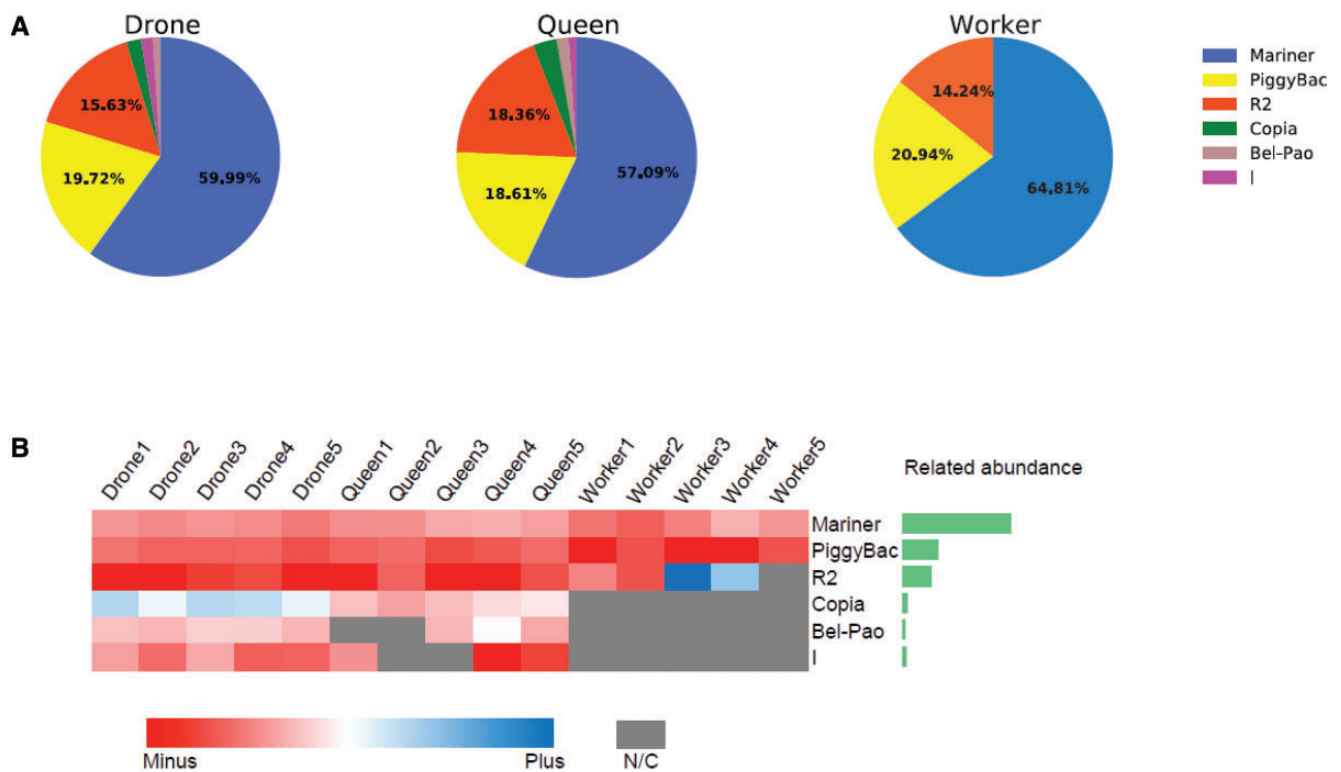 A
Drone
Queen
Worker
15.63%
19.72%
59.99%
18.36%
18.61%
57.09%
14.24%
20.94%
64.81%
Mariner
PiggyBac
R2
Copia
Bel-Pao
I
B
Drone1
Drone2
Drone3
Drone4
Drone5
Queen1
Queen2
Queen3
Queen4
Queen5
Worker1
Worker2
Worker3
Worker4
Worker5
Related abundance
Mariner
PiggyBac
R2
Copia
Bel-Pao
I
Minus
Plus
N/C